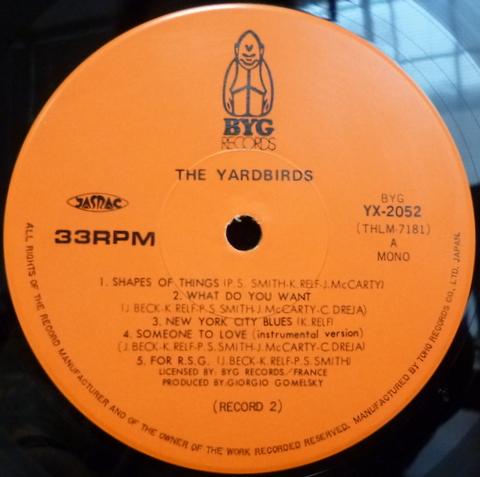 BYG
RECORDS
THE YARDBIRDS
JASRAC
33RPM
BYG
YX-2052
(THLM-7181)
A
MONO
1. SHAPES OF THINGS (P.S. SMITH-K. RELF-J. McCARTY)
2. WHAT DO YOU WANT
(J. BECK-K. RELF-P.S. SMITH-J. McCARTY-C. DREJA)
3. NEW YORK CITY BLUES (K. RELF)
4. SOMEONE TO LOVE (instrumental version)
(J. BECK-K. RELF-P.S. SMITH-J. McCARTY-C. DREJA)
5. FOR R.S.G. (J. BECK-K. RELF-P.S. SMITH)
LICENSED BY: BYG RECORDS/FRANCE
PRODUCED BY: GIORGIO GOMELSKY
(RECORD 2)
ALL RIGHTS OF THE RECORD MANUFACTURER AND OF THE OWNER OF THE WORK RECORDED RESERVED. MANUFACTURED BY TOHO RECORDS CO., LTD. JAPAN.